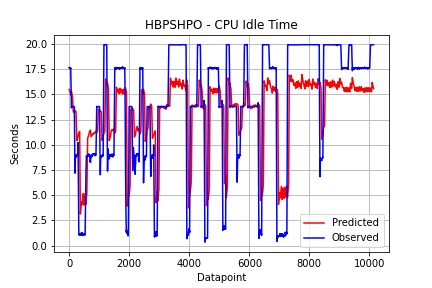 HBPSHPO - CPU Idle Time
20.0
17.5
15.0
12.5
10.0
7.5
5.0
2.5
0.0
Seconds
Predicted
Observed
0 2000 4000 6000 8000 10000
Datapoint